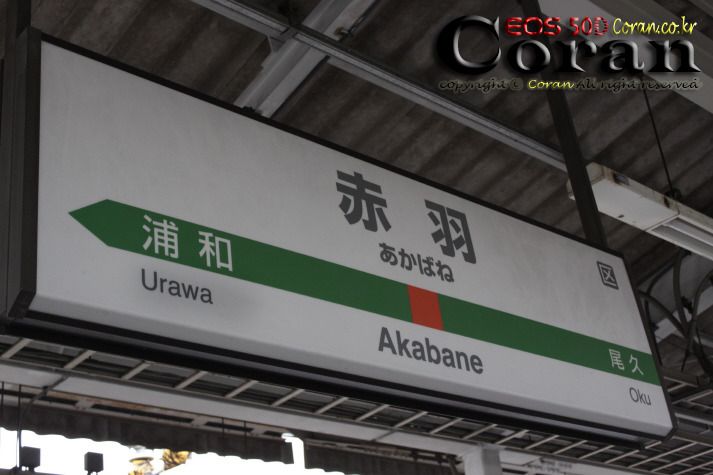 EOS 50D Coran.co.kr
Coran
copyright © Coran All right reserved
赤羽
区
あかばね
浦和
Urawa
Akabane
尾久
Oku